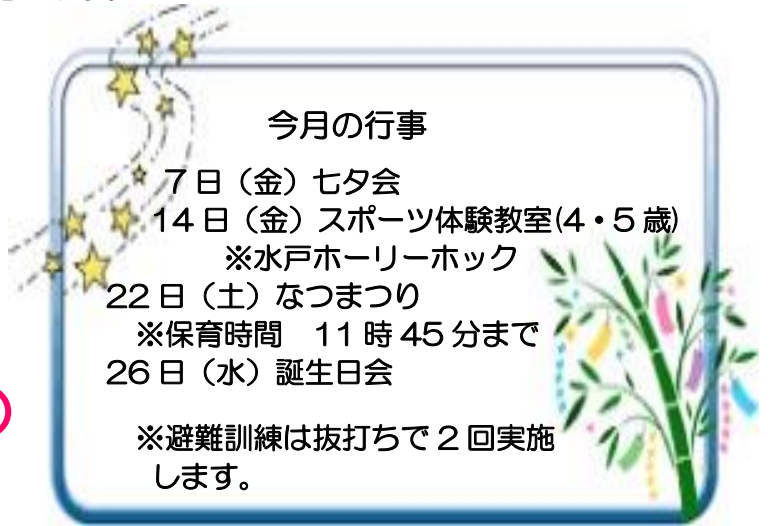 今月の行事
7日（金）七夕会
14日（金）スポーツ体験教室(4・5歳)
※水戸ホーリーホック
22日（土）なつまつり
※保育時間　11時45分まで
26日（水）誕生日会
※避難訓練は抜打ちで2回実施
します。